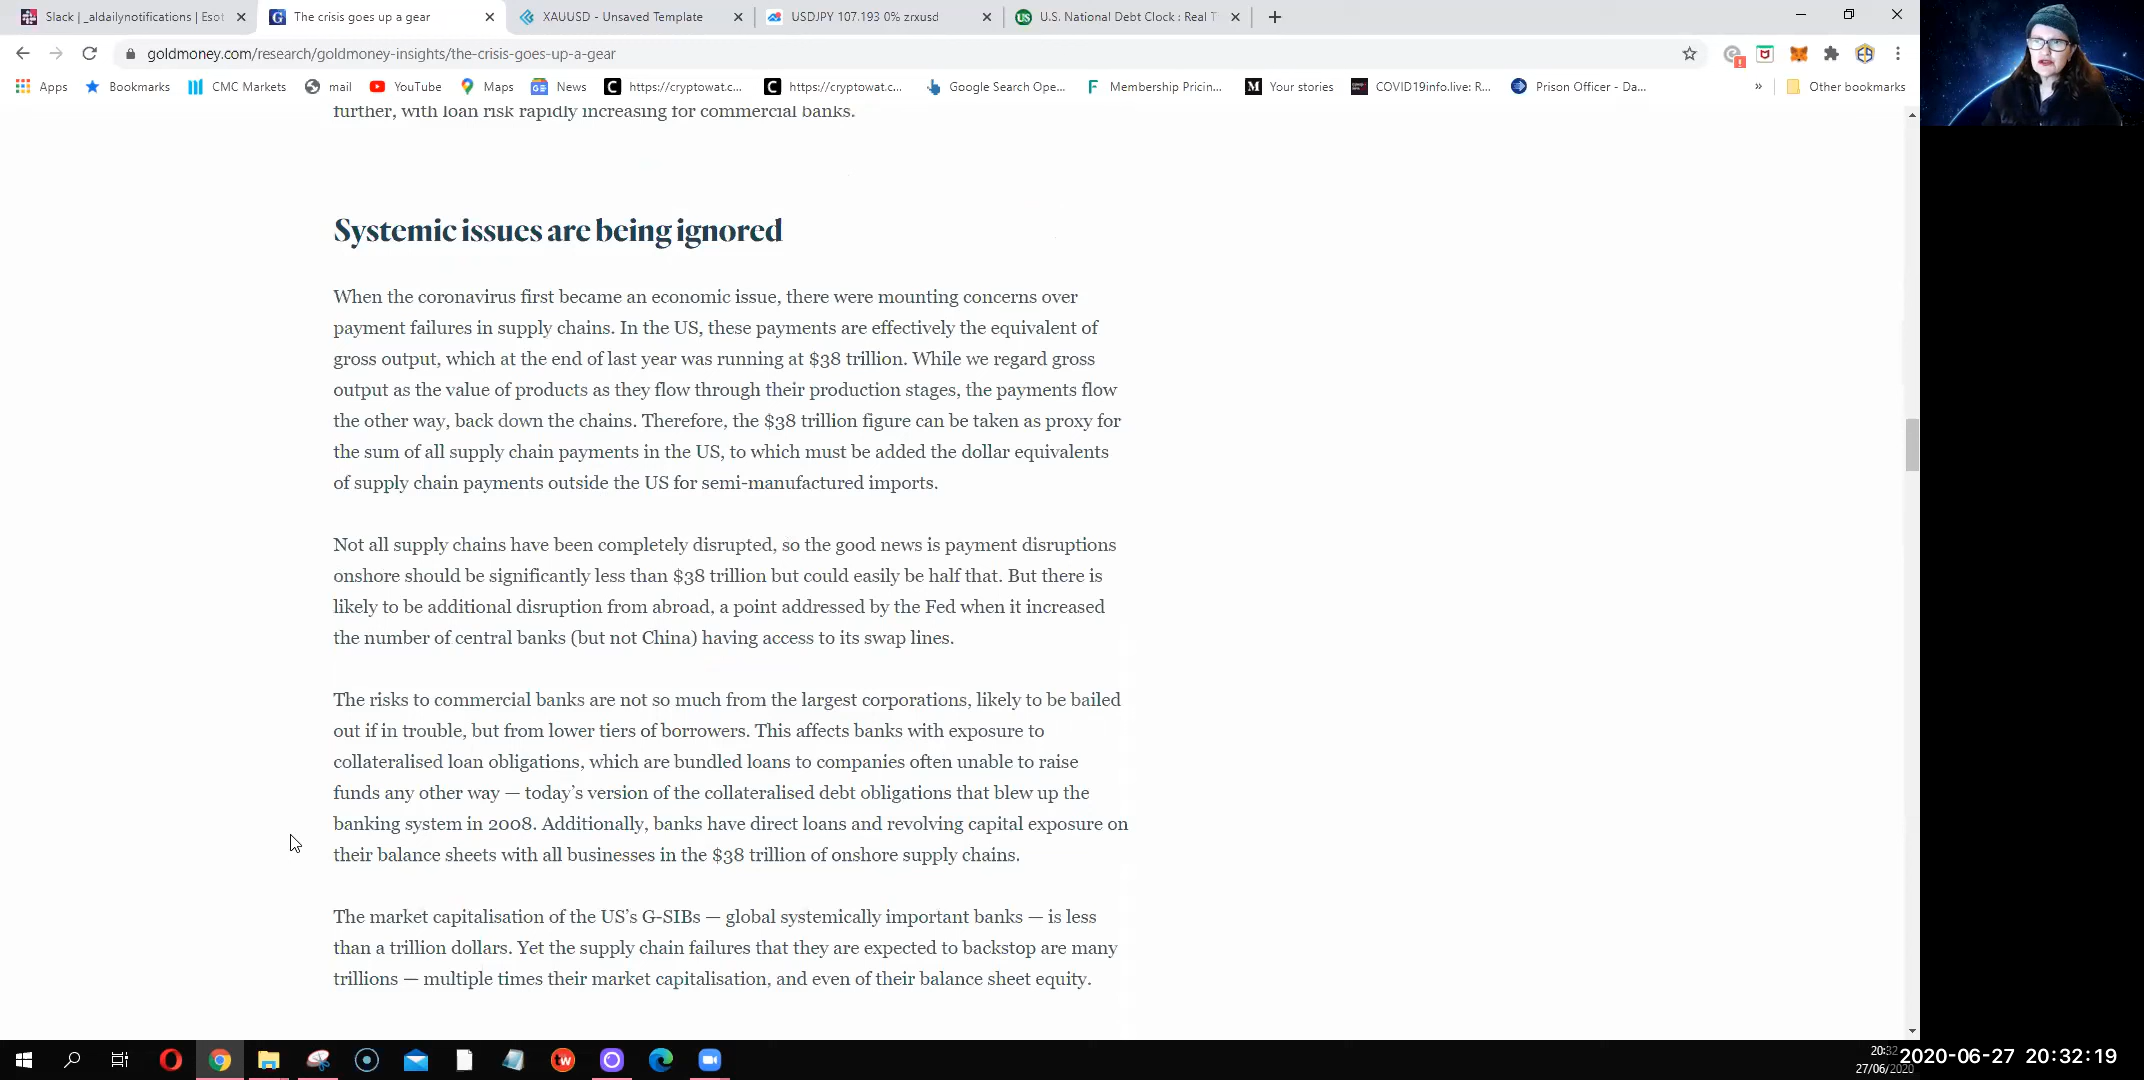 Slack | _aldailynotifications | Esot
The crisis goes up a gear
XAUUSD - Unsaved Template
USDJPY 107.193 0% zrxusd
U.S. National Debt Clock : Real T
goldmoney.com/research/goldmoney-insights/the-crisis-goes-up-a-gear
Apps
Bookmarks
CMC Markets
mail
YouTube
Maps
News
https://cryptowat.c...
https://cryptowat.c...
Google Search Ope...
Membership Pricin...
Your stories
COVID19info.live: R...
Prison Officer - Da...
»
Other bookmarks
further, with loan risk rapidly increasing for commercial banks.
Systemic issues are being ignored
When the coronavirus first became an economic issue, there were mounting concerns over
payment failures in supply chains. In the US, these payments are effectively the equivalent of
gross output, which at the end of last year was running at $38 trillion. While we regard gross
output as the value of products as they flow through their production stages, the payments flow
the other way, back down the chains. Therefore, the $38 trillion figure can be taken as proxy for
the sum of all supply chain payments in the US, to which must be added the dollar equivalents
of supply chain payments outside the US for semi-manufactured imports.
Not all supply chains have been completely disrupted, so the good news is payment disruptions
onshore should be significantly less than $38 trillion but could easily be half that. But there is
likely to be additional disruption from abroad, a point addressed by the Fed when it increased
the number of central banks (but not China) having access to its swap lines.
The risks to commercial banks are not so much from the largest corporations, likely to be bailed
out if in trouble, but from lower tiers of borrowers. This affects banks with exposure to
collateralised loan obligations, which are bundled loans to companies often unable to raise
funds any other way — today’s version of the collateralised debt obligations that blew up the
banking system in 2008. Additionally, banks have direct loans and revolving capital exposure on
their balance sheets with all businesses in the $38 trillion of onshore supply chains.
The market capitalisation of the US’s G-SIBs — global systemically important banks — is less
than a trillion dollars. Yet the supply chain failures that they are expected to backstop are many
trillions — multiple times their market capitalisation, and even of their balance sheet equity.
20:32
27/06/2020
2020-06-27 20:32:19